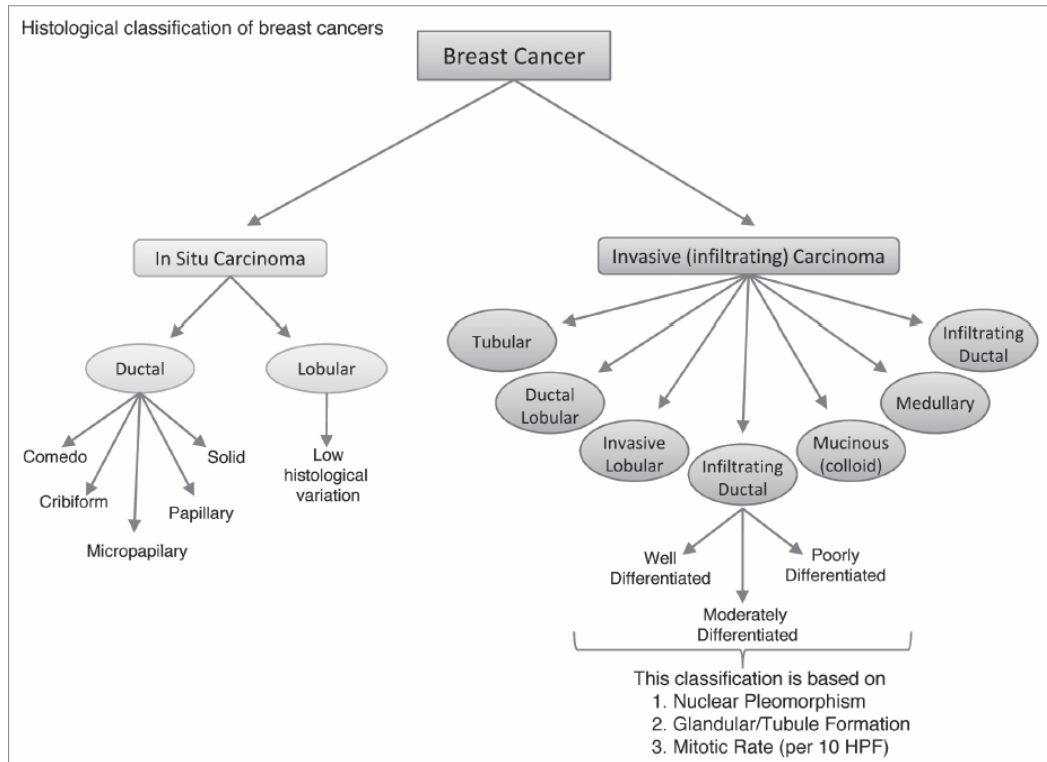 Histological classification of breast cancers
Breast Cancer
In Situ Carcinoma
Invasive (infiltrating) Carcinoma
Ductal
Lobular
Comedo
Cribiform
Micropapilary
Papillary
Solid
Low
histological
variation
Tubular
Ductal
Lobular
Invasive
Lobular
Infiltrating
Ductal
Mucinous
(colloid)
Medullary
Infiltrating
Ductal
Well
Differentiated
Moderately
Differentiated
Poorly
Differentiated
This classification is based on
1. Nuclear Pleomorphism
2. Glandular/Tubule Formation
3. Mitotic Rate (per 10 HPF)